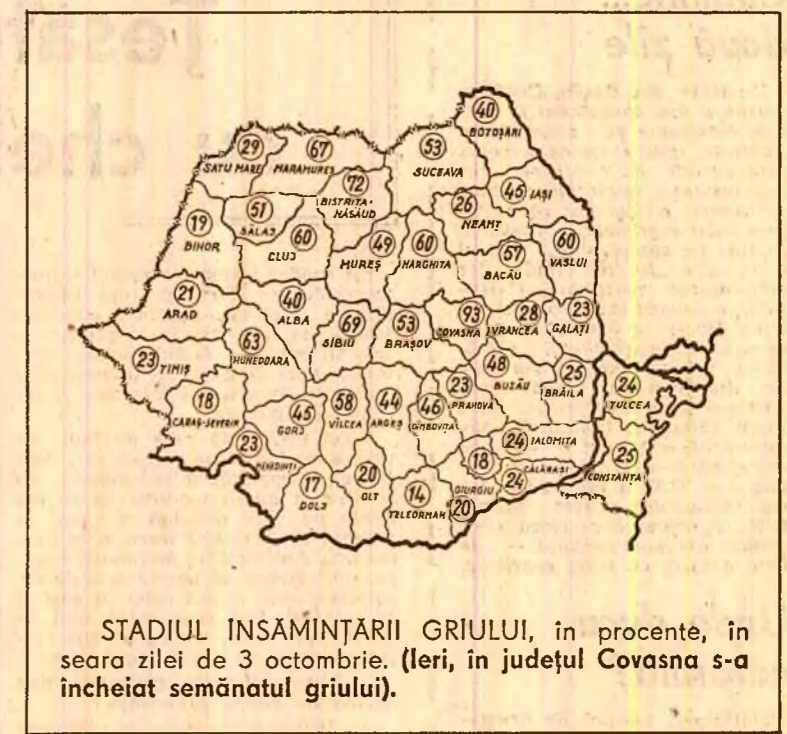 40
BOTOȘANI
29
SATU MARE
67
MARAMUREȘ
53
SUCEAVA
72
BISTRIȚA-
NĂSĂUD
45 IAȘI
26
NEAMȚ
51
SĂLAJ
19
BIHOR
60
CLUJ
49
MUREȘ
60
HARGHITA
57
BACĂU
60
VASLUI
21
ARAD
40
ALBA
69
SIBIU
53
BRAȘOV
93
COVASNA
28
VRANCEA
23
GALAȚI
23 TIMIȘ
63
HUNEDOARA
48
BUZĂU
25
BRĂILA
24
TULCEA
18
CARAȘ-SEVERIN
45
GORJ
58
VÎLCEA
44
ARGEȘ
46
DÎMBOVIȚA
23
PRAHOVA
23
MEHEDINȚI
24 IALOMIȚA
18
CĂLĂRAȘI
24
25
CONSTANȚA
17
DOLJ
20
OLT
14
TELEORMAN
GIURGIU
20
STADIUL ÎNSĂMÎNȚĂRII GRÎULUI, în procente, în
seara zilei de 3 octombrie. (Ieri, în județul Covasna s-a
încheiat semănatul grîului).